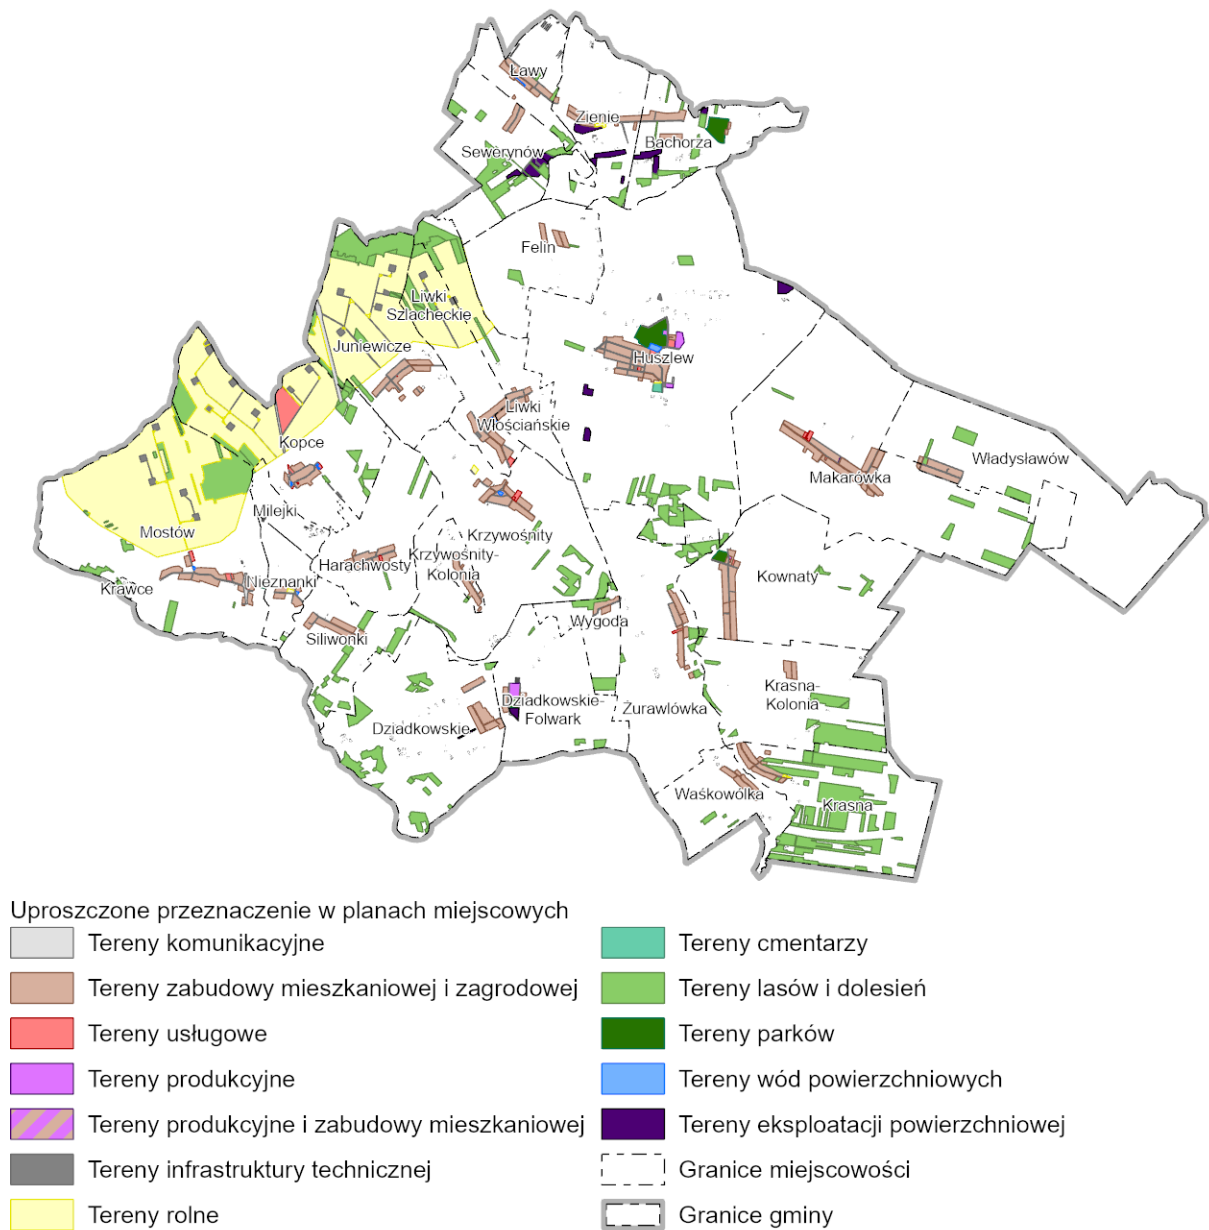 Ławy
Zienie
Bachorza
Sewerynów
Felin
Liwki
Szlacheckie
Juniewicze
Huszlew
Liwki
Włościańskie
Kopce
Makarówka
Władysławów
Milejki
Mostów
Krzywośnity
Harachwosty
Krzywośnity-
Kolonia
Kownaty
Krawce
Nieznanki
Siliwonki
Wygoda
Krasna-
Kolonia
Dziadkowskie-
Folwark
Żurawlówka
Dziadkowskie
Waśkowólka
Krasna
Uproszczone przeznaczenie w planach miejscowych
Tereny komunikacyjne
Tereny zabudowy mieszkaniowej i zagrodowej
Tereny usługowe
Tereny produkcyjne
Tereny produkcyjne i zabudowy mieszkaniowej
Tereny infrastruktury technicznej
Tereny rolne
Tereny cmentarzy
Tereny lasów i dolesień
Tereny parków
Tereny wód powierzchniowych
Tereny eksploatacji powierzchniowej
Granice miejscowości
Granice gminy